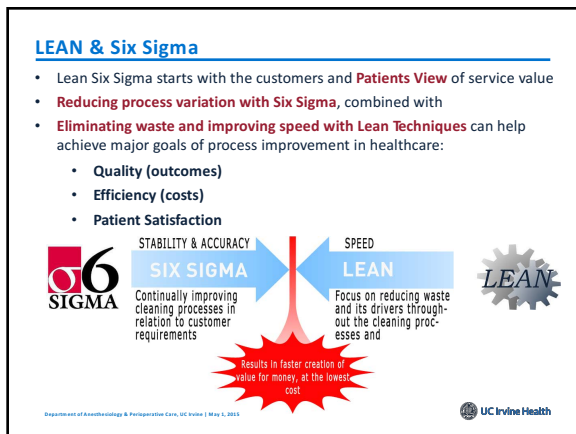 LEAN & Six Sigma
• Lean Six Sigma starts with the customers and Patients View of service value
• Reducing process variation with Six Sigma, combined with
• Eliminating waste and improving speed with Lean Techniques can help
achieve major goals of process improvement in healthcare:
• Quality (outcomes)
• Efficiency (costs)
• Patient Satisfaction
σ6
SIGMA
STABILITY & ACCURACY
SIX SIGMA
Continually improving
cleaning processes in
relation to customer
requirements
SPEED
LEAN
Focus on reducing waste
and its drivers through-
out the cleaning proc-
esses and
LEAN
Results in faster creation of
value for money, at the lowest
cost
Department of Anesthesiology & Perioperative Care, UC Irvine | May 1, 2015
UC Irvine Health